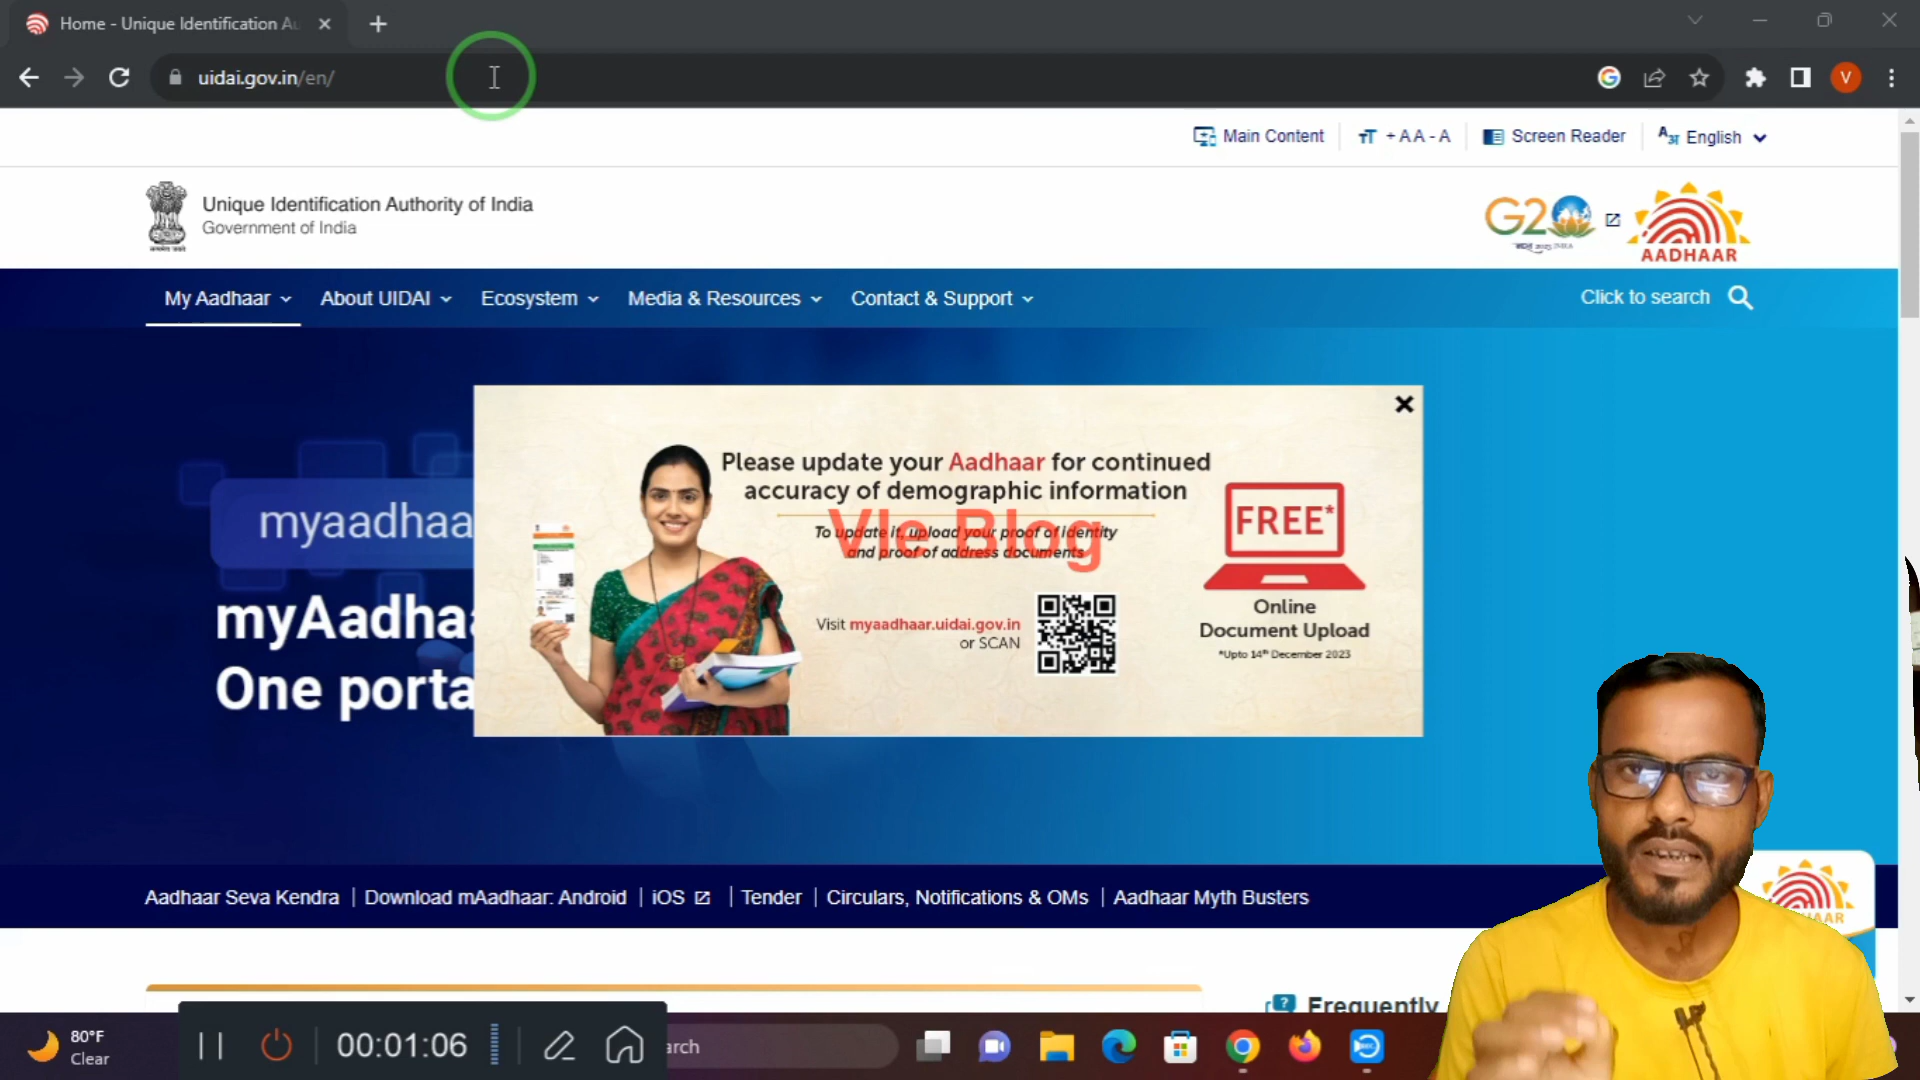 Home - Unique Identification Au
uidai.gov.in/en/
V
Main Content
TT + A A - A
Screen Reader
English
Unique Identification Authority of India
Government of India
G20
AADHAAR
My Aadhaar
About UIDAI
Ecosystem
Media & Resources
Contact & Support
Click to search
myaadhaa
myAadhaa
One porta
Please update your Aadhaar for continued
accuracy of demographic information
To update it, upload your proof of identity
and proof of address documents
Vle Blog
Visit myaadhaar.uidai.gov.in
or SCAN
FREE*
Online
Document Upload
*Upto 14th December 2023
Aadhaar Seva Kendra | Download mAadhaar: Android | iOS | Tender | Circulars, Notifications & OMs | Aadhaar Myth Busters
HAAR
Frequently
80°F
Clear
00:01:06
arch